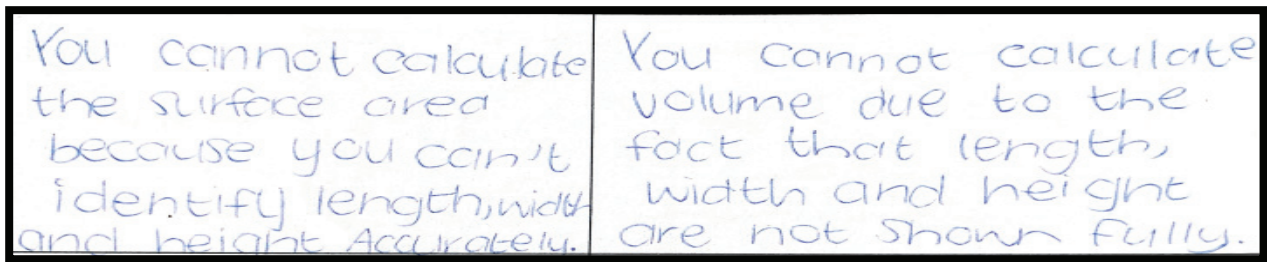 You cannot calculate
the surface area
because you can't
identify length, width
and height Accurately.
You cannot calculate
volume due to the
fact that length,
width and height
are not shown fully.